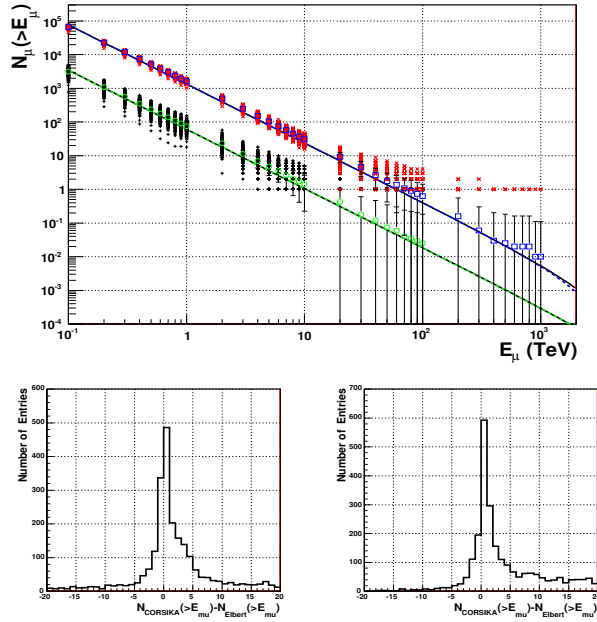 N_μ(>E_μ)
10^5
10^4
10^3
10^2
10
1
10^-1
10^-2
10^-3
10^-4
10^-1 1 10 10^2 10^3
E_μ (TeV)
Number of Entries
600
500
400
300
200
100
0
-20 -15 -10 -5 0 5 10 15 20
N_CORSIKA(>E_mu)-N_Elbert(>E_mu)
Number of Entries
700
600
500
400
300
200
100
0
-20 -15 -10 -5 0 5 10 15 20
N_CORSIKA(>E_mu)-N_Elbert(>E_mu)